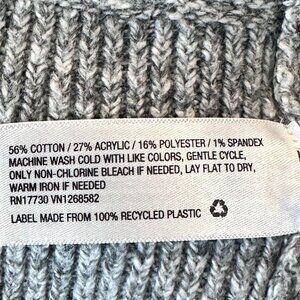 56% COTTON / 27% ACRYLIC / 16% POLYESTER / 1% SPANDEX
MACHINE WASH COLD WITH LIKE COLORS, GENTLE CYCLE,
ONLY NON-CHLORINE BLEACH IF NEEDED, LAY FLAT TO DRY,
WARM IRON IF NEEDED
RN17730 VN1268582
LABEL MADE FROM 100% RECYCLED PLASTIC